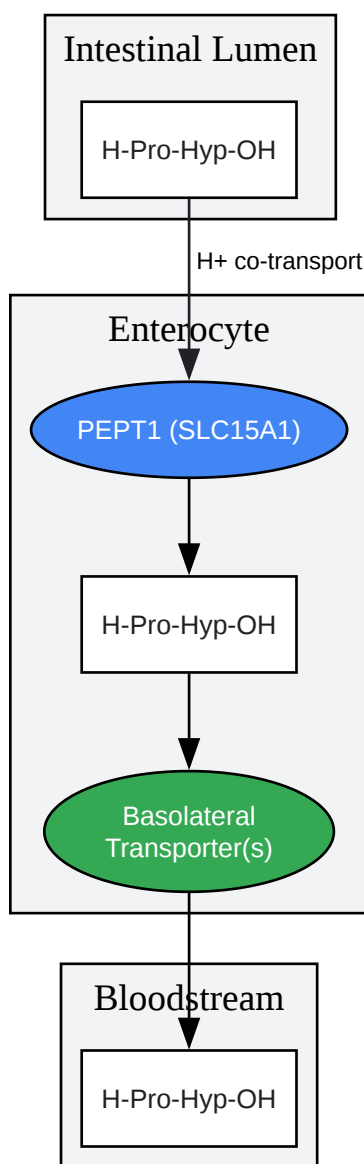 Intestinal Lumen
H-Pro-Hyp-OH
H+ co-transport
Enterocyte
PEPT1 (SLC15A1)
H-Pro-Hyp-OH
Basolateral
Transporter(s)
Bloodstream
H-Pro-Hyp-OH